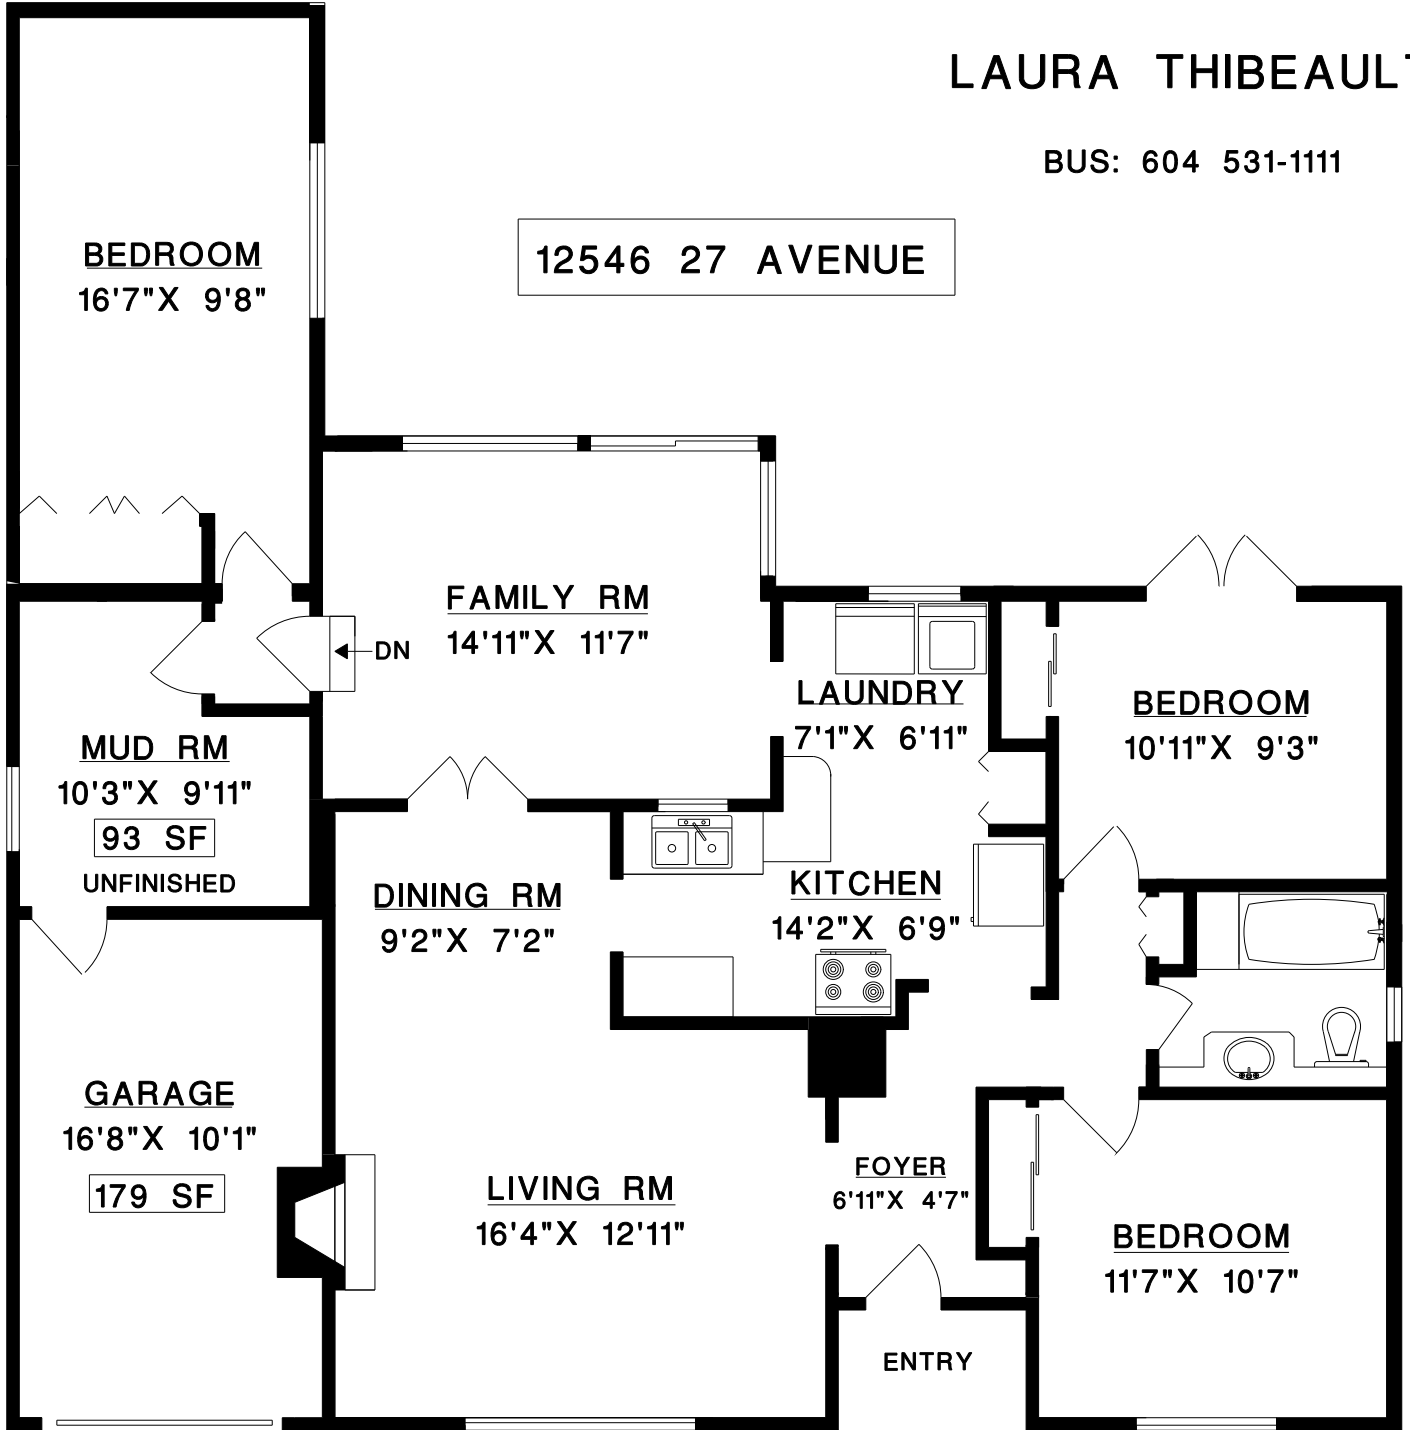 LAURA THIBEAULT
BUS: 604 531-1111
12546 27 AVENUE
BEDROOM
16'7"X 9'8"
FAMILY RM
14'11"X 11'7"
DN
LAUNDRY
7'1"X 6'11"
BEDROOM
10'11"X 9'3"
MUD RM
10'3"X 9'11"
93 SF
UNFINISHED
DINING RM
9'2"X 7'2"
KITCHEN
14'2"X 6'9"
GARAGE
16'8"X 10'1"
179 SF
LIVING RM
16'4"X 12'11"
FOYER
6'11"X 4'7"
BEDROOM
11'7"X 10'7"
ENTRY